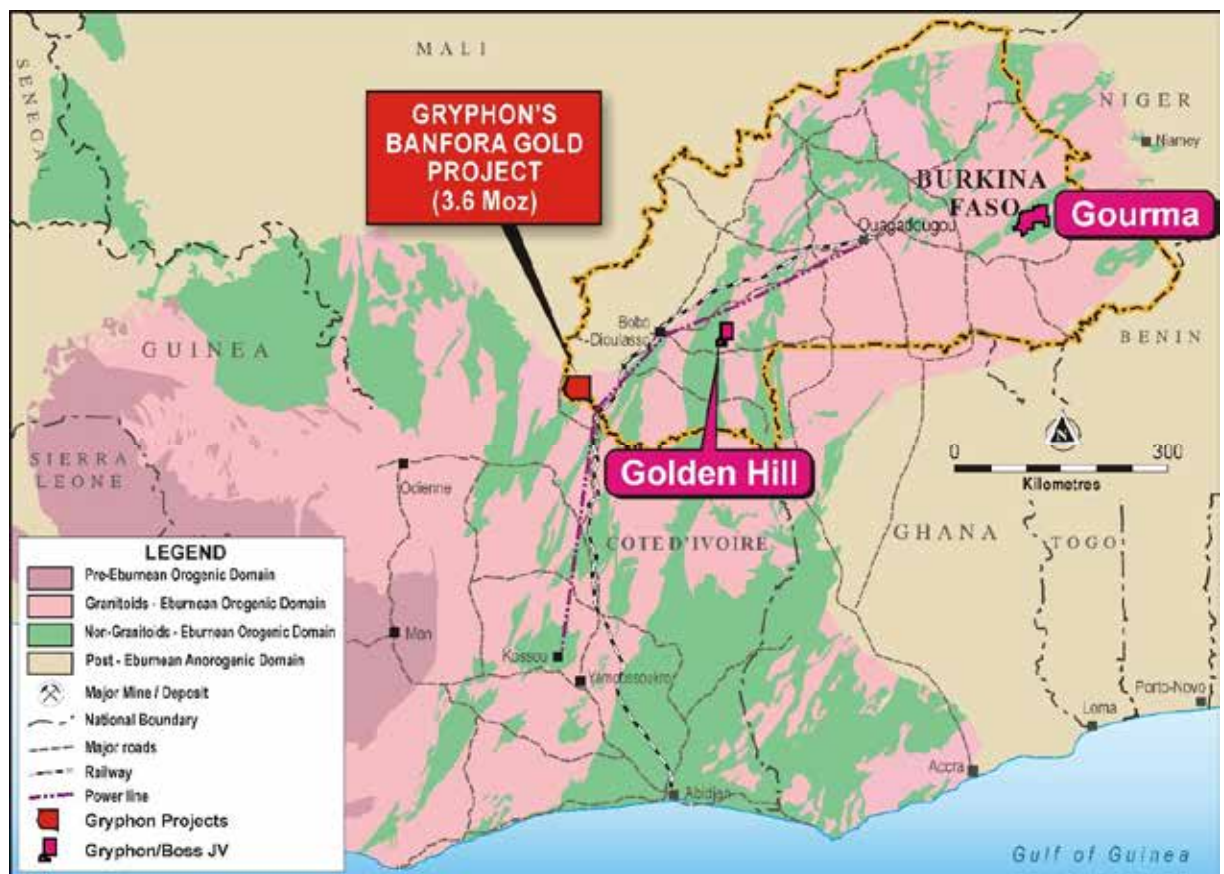 MALI
SENEGAL
GRYPHON'S
BANFORA GOLD
PROJECT
(3.6 Moz)
NIGER
Niamey
BURKINA
FASO
Gourma
Ouagadougou
Bobo
-Dioulasso
BENIN
GUINEA
N
0 300
Kilometres
Golden Hill
SIERRA
LEONE
Odienne
GHANA
TOGO
COTE D'IVOIRE
LEGEND
Pre-Eburnean Orogenic Domain
Granitoids - Eburnean Orogenic Domain
Non-Granitoids - Eburnean Orogenic Domain
Post - Eburnean Anorogenic Domain
Major Mine / Deposit
National Boundary
Major roads
Railway
Power line
Gryphon Projects
Gryphon/Boss JV
Man
Kossou
Yamoussoukro
Porto-Novo
Loma
Accra
Abidjan
Gulf of Guinea